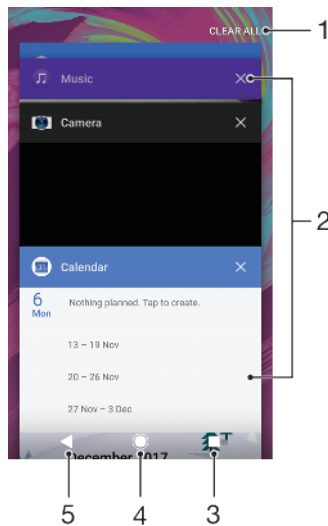 CLEAR ALL
1
Music
2
Camera
31
Calendar
6
Mon
Nothing planned. Tap to create.
13 – 19 Nov
20 – 26 Nov
27 Nov – 3 Dec
December 2017
5
4
3